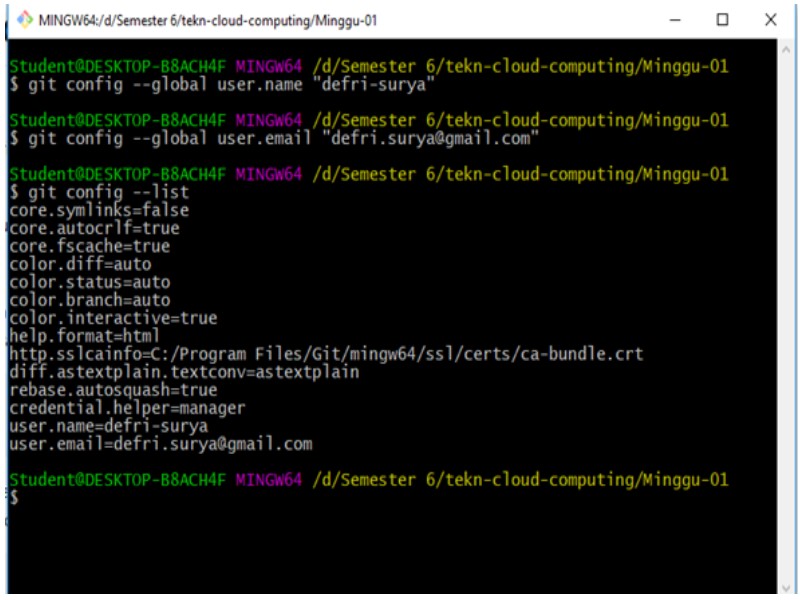 MINGW64:/d/Semester 6/tekn-cloud-computing/Minggu-01
Student@DESKTOP-B8ACH4F MINGW64 /d/Semester 6/tekn-cloud-computing/Minggu-01
$ git config --global user.name "defri-surya"
Student@DESKTOP-B8ACH4F MINGW64 /d/Semester 6/tekn-cloud-computing/Minggu-01
$ git config --global user.email "defri.surya@gmail.com"
Student@DESKTOP-B8ACH4F MINGW64 /d/Semester 6/tekn-cloud-computing/Minggu-01
$ git config --list
core.symlinks=false
core.autocrlf=true
core.fscache=true
color.diff=auto
color.status=auto
color.branch=auto
color.interactive=true
help.format=html
http.sslcainfo=C:/Program Files/Git/mingw64/ssl/certs/ca-bundle.crt
diff.astextplain.textconv=astextplain
rebase.autosquash=true
credential.helper=manager
user.name=defri-surya
user.email=defri.surya@gmail.com
Student@DESKTOP-B8ACH4F MINGW64 /d/Semester 6/tekn-cloud-computing/Minggu-01
$